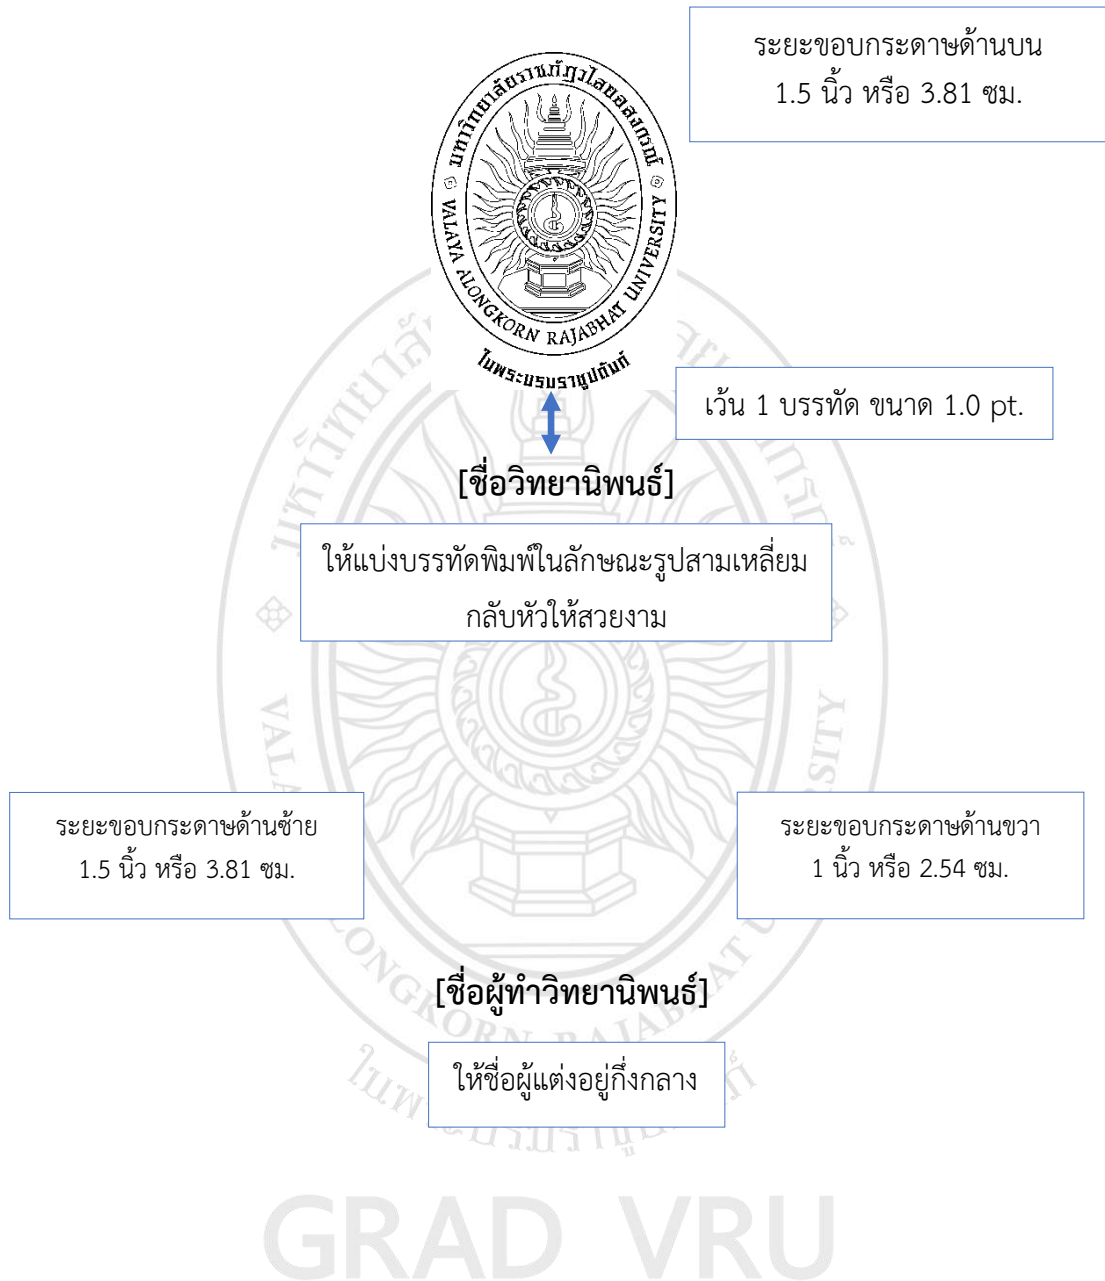 ระยะขอบกระดาษด้านบน
1.5 นิ้ว หรือ 3.81 ซม.
มหาวิทยาลัยราชภัฏวไลยอลงกรณ์
VALAYA ALONGKORN RAJABHAT UNIVERSITY
ในพระบรมราชูปถัมภ์
เว้น 1 บรรทัด ขนาด 1.0 pt.
[ชื่อวิทยานิพนธ์]
ให้แบ่งบรรทัดพิมพ์ในลักษณะรูปสามเหลี่ยม
กลับหัวให้สวยงาม
ระยะขอบกระดาษด้านซ้าย
1.5 นิ้ว หรือ 3.81 ซม.
ระยะขอบกระดาษด้านขวา
1 นิ้ว หรือ 2.54 ซม.
[ชื่อผู้ทำวิทยานิพนธ์]
ให้ชื่อผู้แต่งอยู่กึ่งกลาง
GRAD VRU